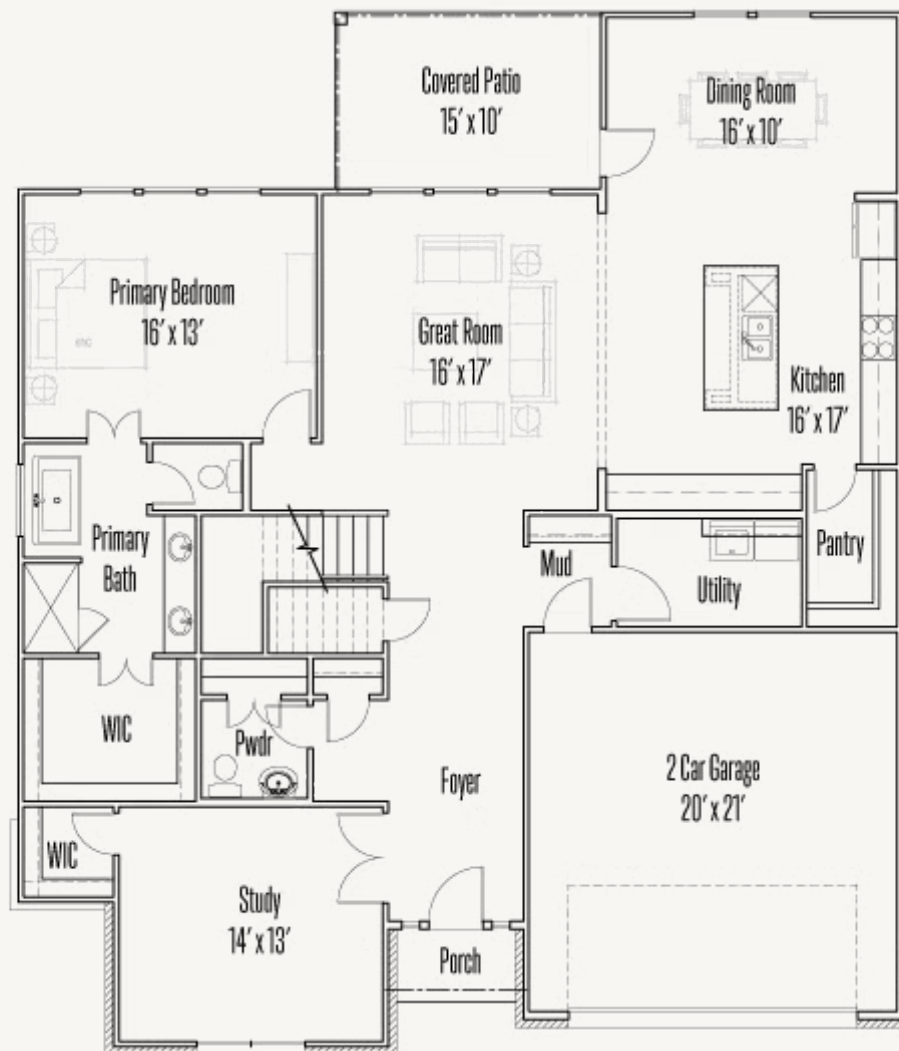 Covered Patio
15′ x 10′
Dining Room
16′ x 10′
Primary Bedroom
16′ x 13′
Great Room
16′ x 17′
Kitchen
16′ x 17′
Primary
Bath
Mud
Utility
Pantry
WIC
Pwdr
Foyer
2 Car Garage
20′ x 21′
WIC
Study
14′ x 13′
Porch